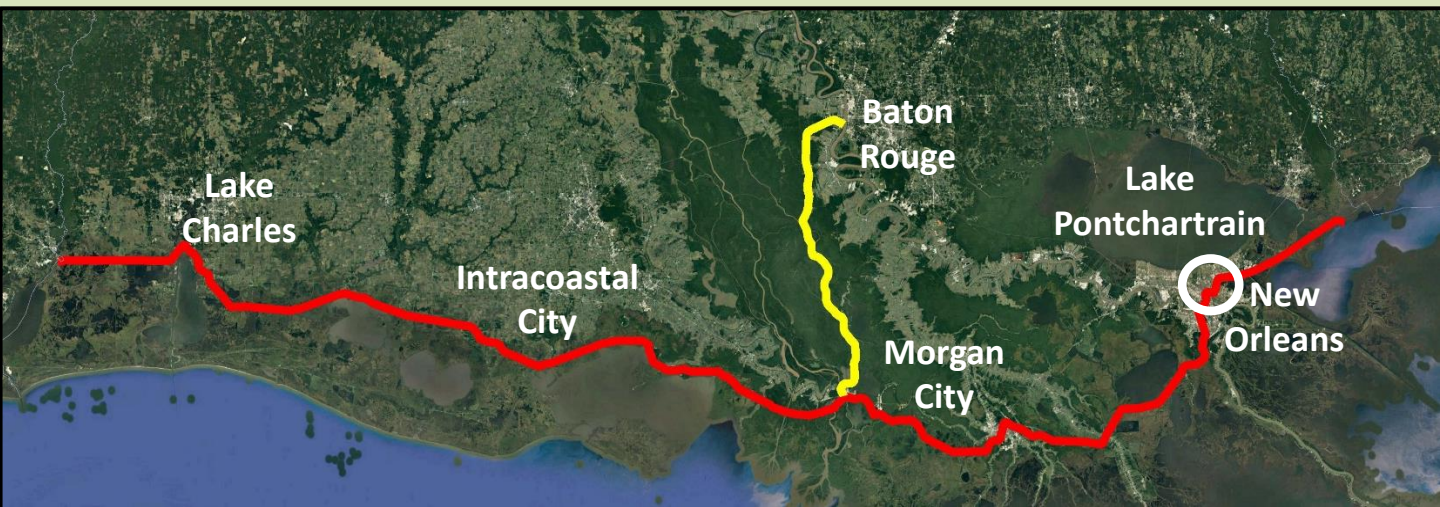 Baton
Rouge
Lake
Charles
Lake
Pontchartrain
Intracoastal
City
New
Orleans
Morgan
City